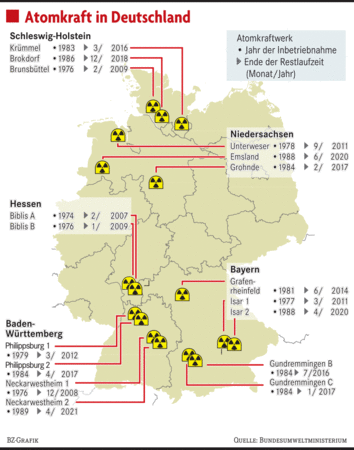 Atomkraft in Deutschland
Schleswig-Holstein
Krümmel • 1983 ▶ 3/ 2016
Brokdorf • 1986 ▶ 12/ 2018
Brunsbüttel • 1976 ▶ 2/ 2009
Atomkraftwerk
• Jahr der Inbetriebnahme
▶ Ende der Restlaufzeit
(Monat/Jahr)
Niedersachsen
Unterweser • 1978 ▶ 9/ 2011
Emsland • 1988 ▶ 6/ 2020
Grohnde • 1984 ▶ 2/ 2017
Hessen
Biblis A • 1974 ▶ 2/ 2007
Biblis B • 1976 ▶ 1/ 2009
Bayern
Grafen-
rheinfeld • 1981 ▶ 6/ 2014
Isar 1 • 1977 ▶ 3/ 2011
Isar 2 • 1988 ▶ 4/ 2020
Baden-
Württemberg
Philippsburg 1
• 1979 ▶ 3/ 2012
Philippsburg 2
• 1984 ▶ 4/ 2017
Neckarwestheim 1
• 1976 ▶ 12/2008
Neckarwestheim 2
• 1989 ▶ 4/ 2021
Gundremmingen B
• 1984 ▶ 7/2016
Gundremmingen C
• 1984 ▶ 1/ 2017
BZ-Grafik
Quelle: Bundesumweltministerium